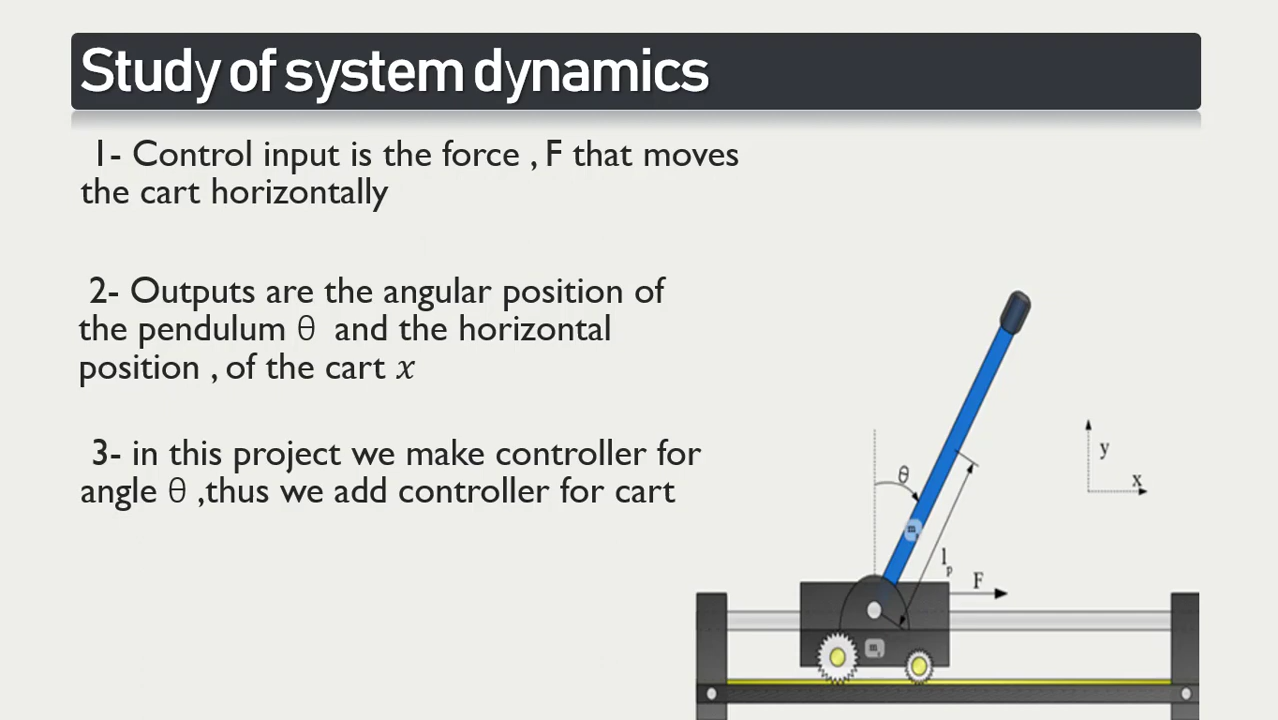 Study of system dynamics
1- Control input is the force , F that moves
the cart horizontally
2- Outputs are the angular position of
the pendulum θ and the horizontal
position , of the cart x
3- in this project we make controller for
angle θ ,thus we add controller for cart
θ
y
x
m
lp
F
m